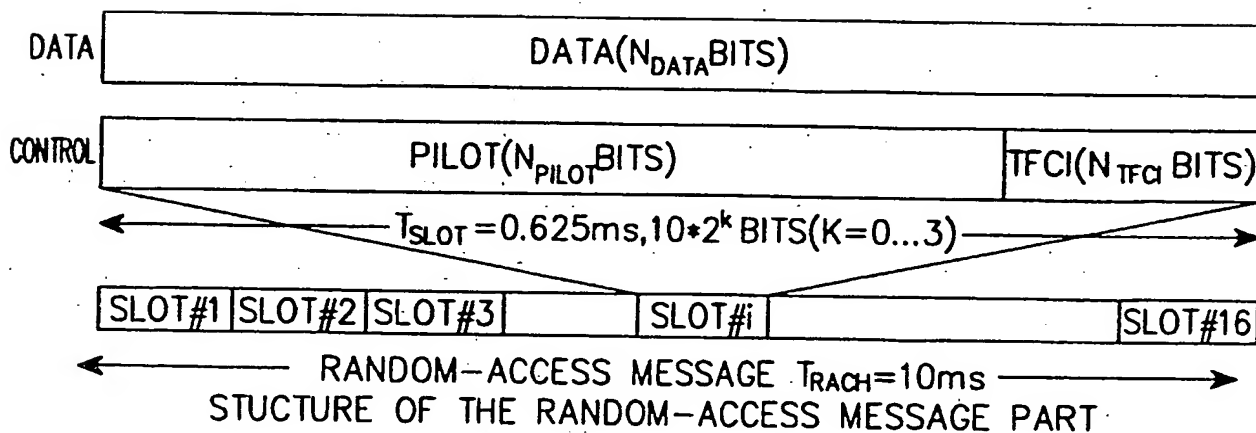 DATA DATA(N_DATA BITS)
CONTROL PILOT(N_PILOT BITS) TFCI(N_TFCI BITS)
T_SLOT=0.625ms,10*2^k BITS(K=0...3)
SLOT#1 SLOT#2 SLOT#3 SLOT#i SLOT#16
RANDOM-ACCESS MESSAGE T_RACH=10ms
STUCTURE OF THE RANDOM-ACCESS MESSAGE PART